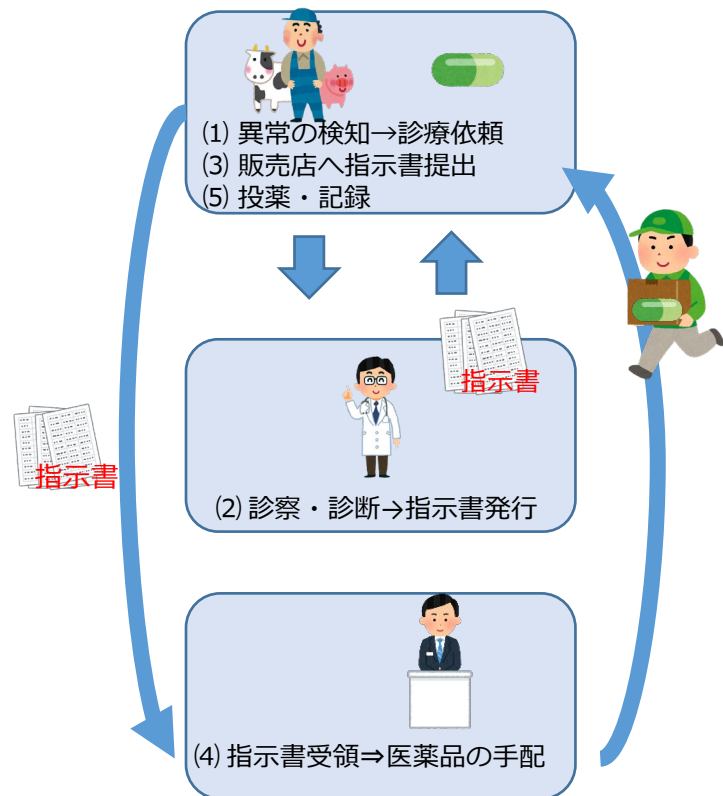 ⑴ 異常の検知→診療依頼
⑶ 販売店へ指示書提出
⑸ 投薬・記録
指示書
指示書
⑵ 診察・診断→指示書発行
⑷ 指示書受領⇒医薬品の手配